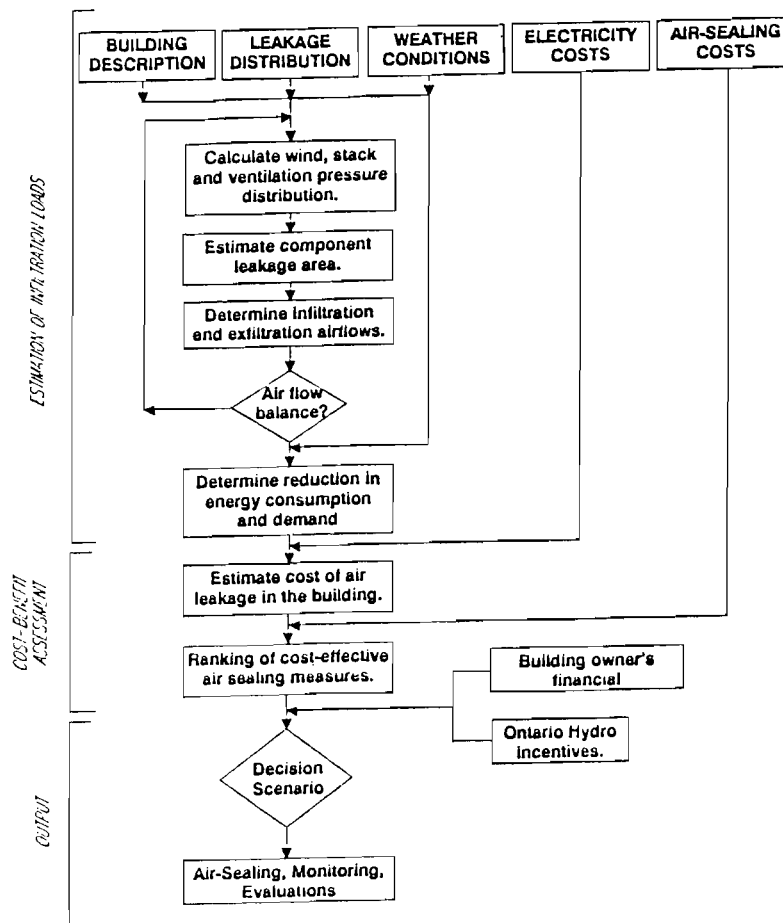 BUILDING
DESCRIPTION
LEAKAGE
DISTRIBUTION
WEATHER
CONDITIONS
ELECTRICITY
COSTS
AIR-SEALING
COSTS
ESTIMATION OF INFILTRATION LOADS
Calculate wind, stack
and ventilation pressure
distribution.
Estimate component
leakage area.
Determine Infiltration
end exfiltration airflows.
Air flow
balance?
Determine reduction in
energy consumption
and demand
COST-BENEFIT
ASSESSMENT
Estimate cost of air
leakage in the building.
Ranking of cost-effective
air sealing measures.
Building owner's
financial
Ontario Hydro
Incentives.
OUTPUT
Decision
Scenario
Air-Sealing, Monitoring,
Evaluations